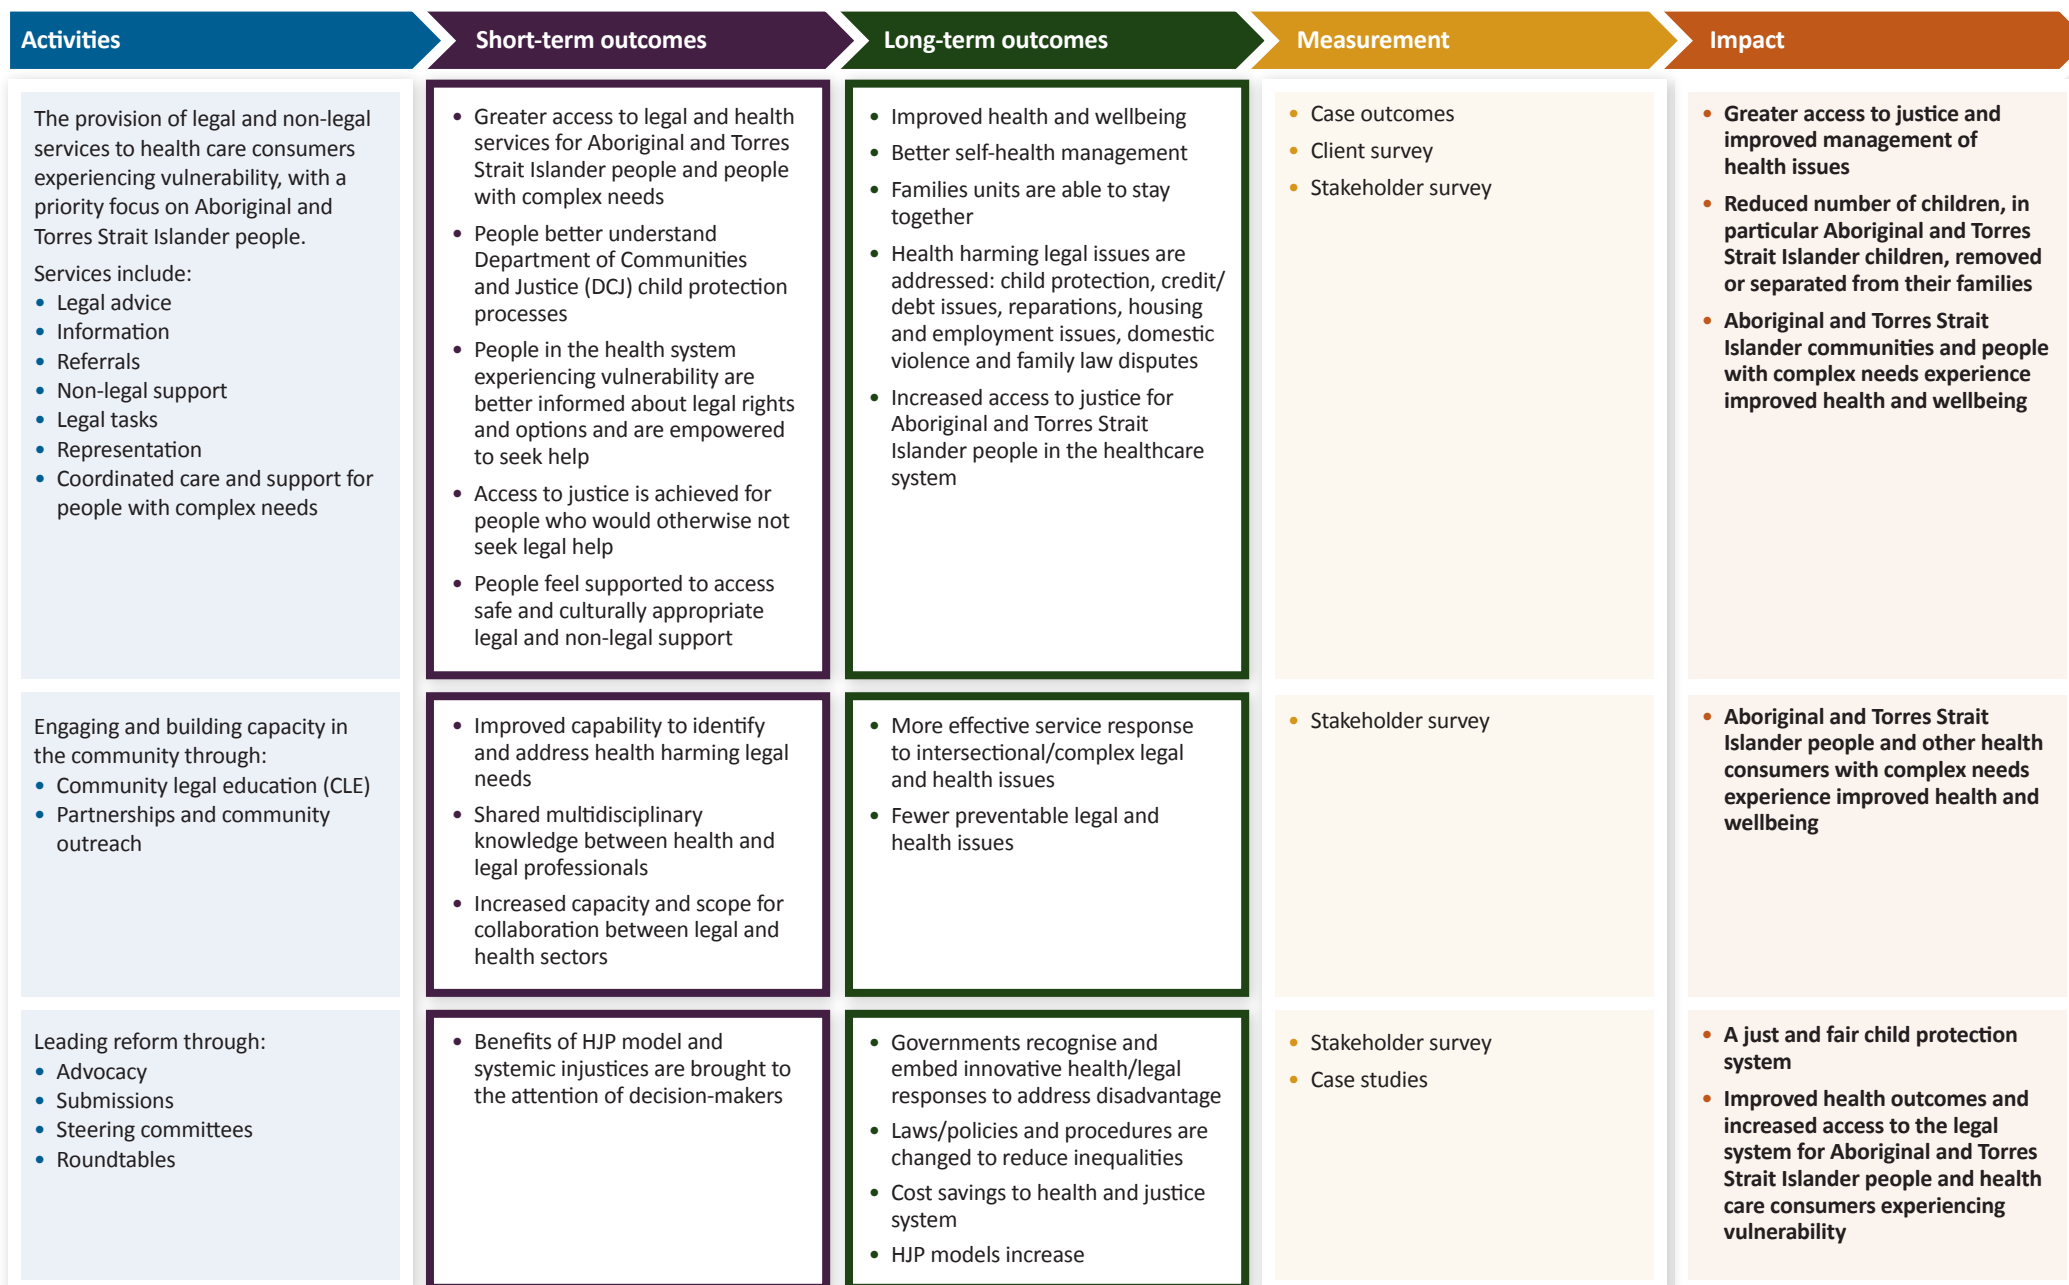 Activities
Short-term outcomes
Long-term outcomes
Measurement
Impact
The provision of legal and non-legal
services to health care consumers
experiencing vulnerability, with a
priority focus on Aboriginal and
Torres Strait Islander people.
Services include:
• Legal advice
• Information
• Referrals
• Non-legal support
• Legal tasks
• Representation
• Coordinated care and support for
people with complex needs
• Greater access to legal and health
services for Aboriginal and Torres
Strait Islander people and people
with complex needs
• People better understand
Department of Communities
and Justice (DCJ) child protection
processes
• People in the health system
experiencing vulnerability are
better informed about legal rights
and options and are empowered
to seek help
• Access to justice is achieved for
people who would otherwise not
seek legal help
• People feel supported to access
safe and culturally appropriate
legal and non-legal support
• Improved health and wellbeing
• Better self-health management
• Families units are able to stay
together
• Health harming legal issues are
addressed: child protection, credit/
debt issues, reparations, housing
and employment issues, domestic
violence and family law disputes
• Increased access to justice for
Aboriginal and Torres Strait
Islander people in the healthcare
system
• Case outcomes
• Client survey
• Stakeholder survey
• Greater access to justice and
improved management of
health issues
• Reduced number of children, in
particular Aboriginal and Torres
Strait Islander children, removed
or separated from their families
• Aboriginal and Torres Strait
Islander communities and people
with complex needs experience
improved health and wellbeing
Engaging and building capacity in
the community through:
• Community legal education (CLE)
• Partnerships and community
outreach
• Improved capability to identify
and address health harming legal
needs
• Shared multidisciplinary
knowledge between health and
legal professionals
• Increased capacity and scope for
collaboration between legal and
health sectors
• More effective service response
to intersectional/complex legal
and health issues
• Fewer preventable legal and
health issues
• Stakeholder survey
• Aboriginal and Torres Strait
Islander people and other health
consumers with complex needs
experience improved health and
wellbeing
Leading reform through:
• Advocacy
• Submissions
• Steering committees
• Roundtables
• Benefits of HJP model and
systemic injustices are brought to
the attention of decision-makers
• Governments recognise and
embed innovative health/legal
responses to address disadvantage
• Laws/policies and procedures are
changed to reduce inequalities
• Cost savings to health and justice
system
• HJP models increase
• Stakeholder survey
• Case studies
• A just and fair child protection
system
• Improved health outcomes and
increased access to the legal
system for Aboriginal and Torres
Strait Islander people and health
care consumers experiencing
vulnerability